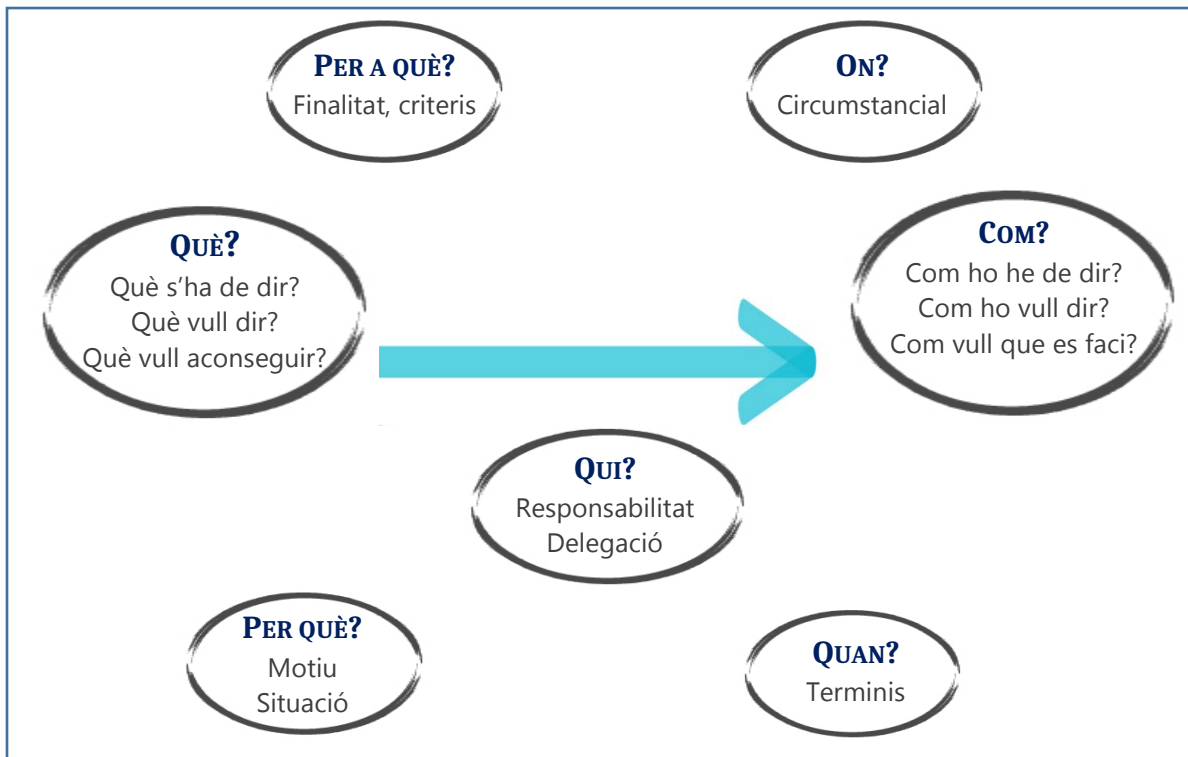 PER A QUÈ?
Finalitat, criteris
ON?
Circumstancial
QUÈ?
Què s'ha de dir?
Què vull dir?
Què vull aconseguir?
COM?
Com ho he de dir?
Com ho vull dir?
Com vull que es faci?
QUI?
Responsabilitat
Delegació
PER QUÈ?
Motiu
Situació
QUAN?
Terminis